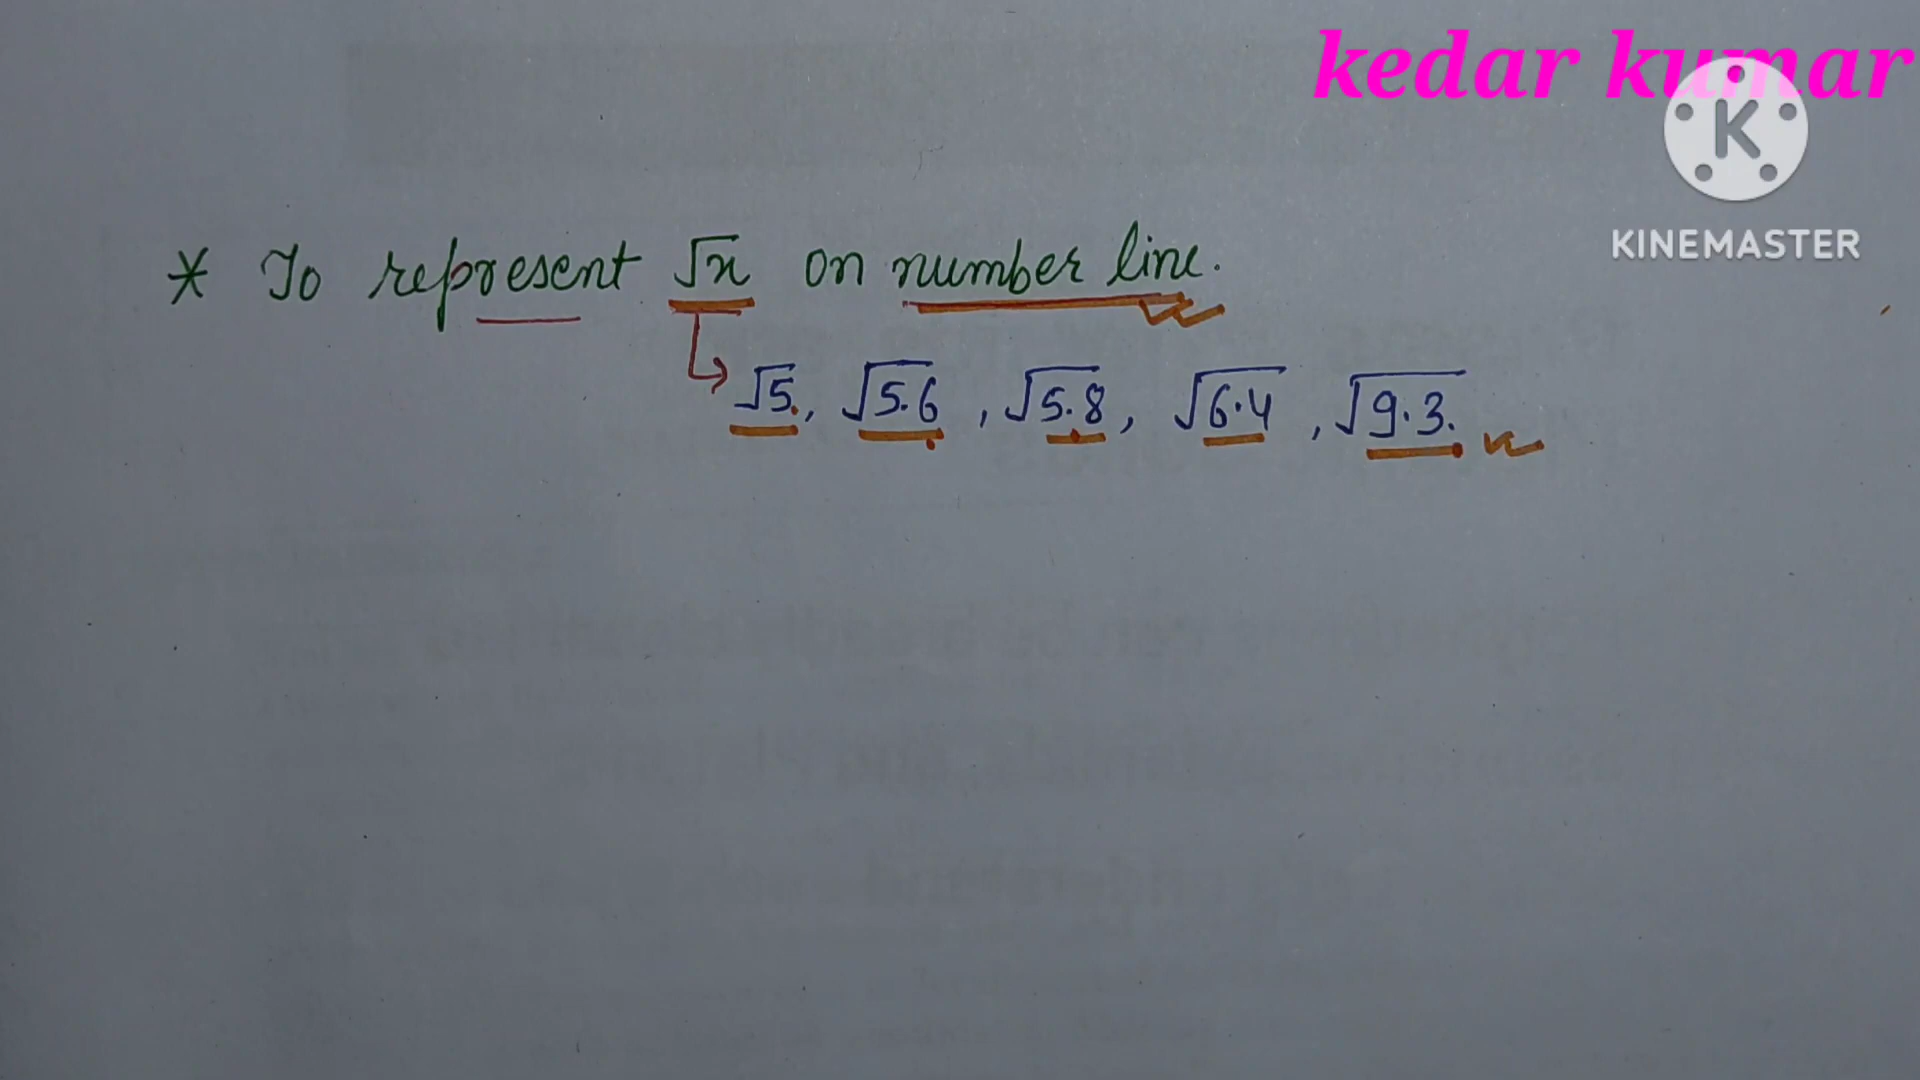 kedar kumar
K
KINEMASTER
* To represent √x on number line.
√5, √5.6, √5.8, √6.4, √9.3.